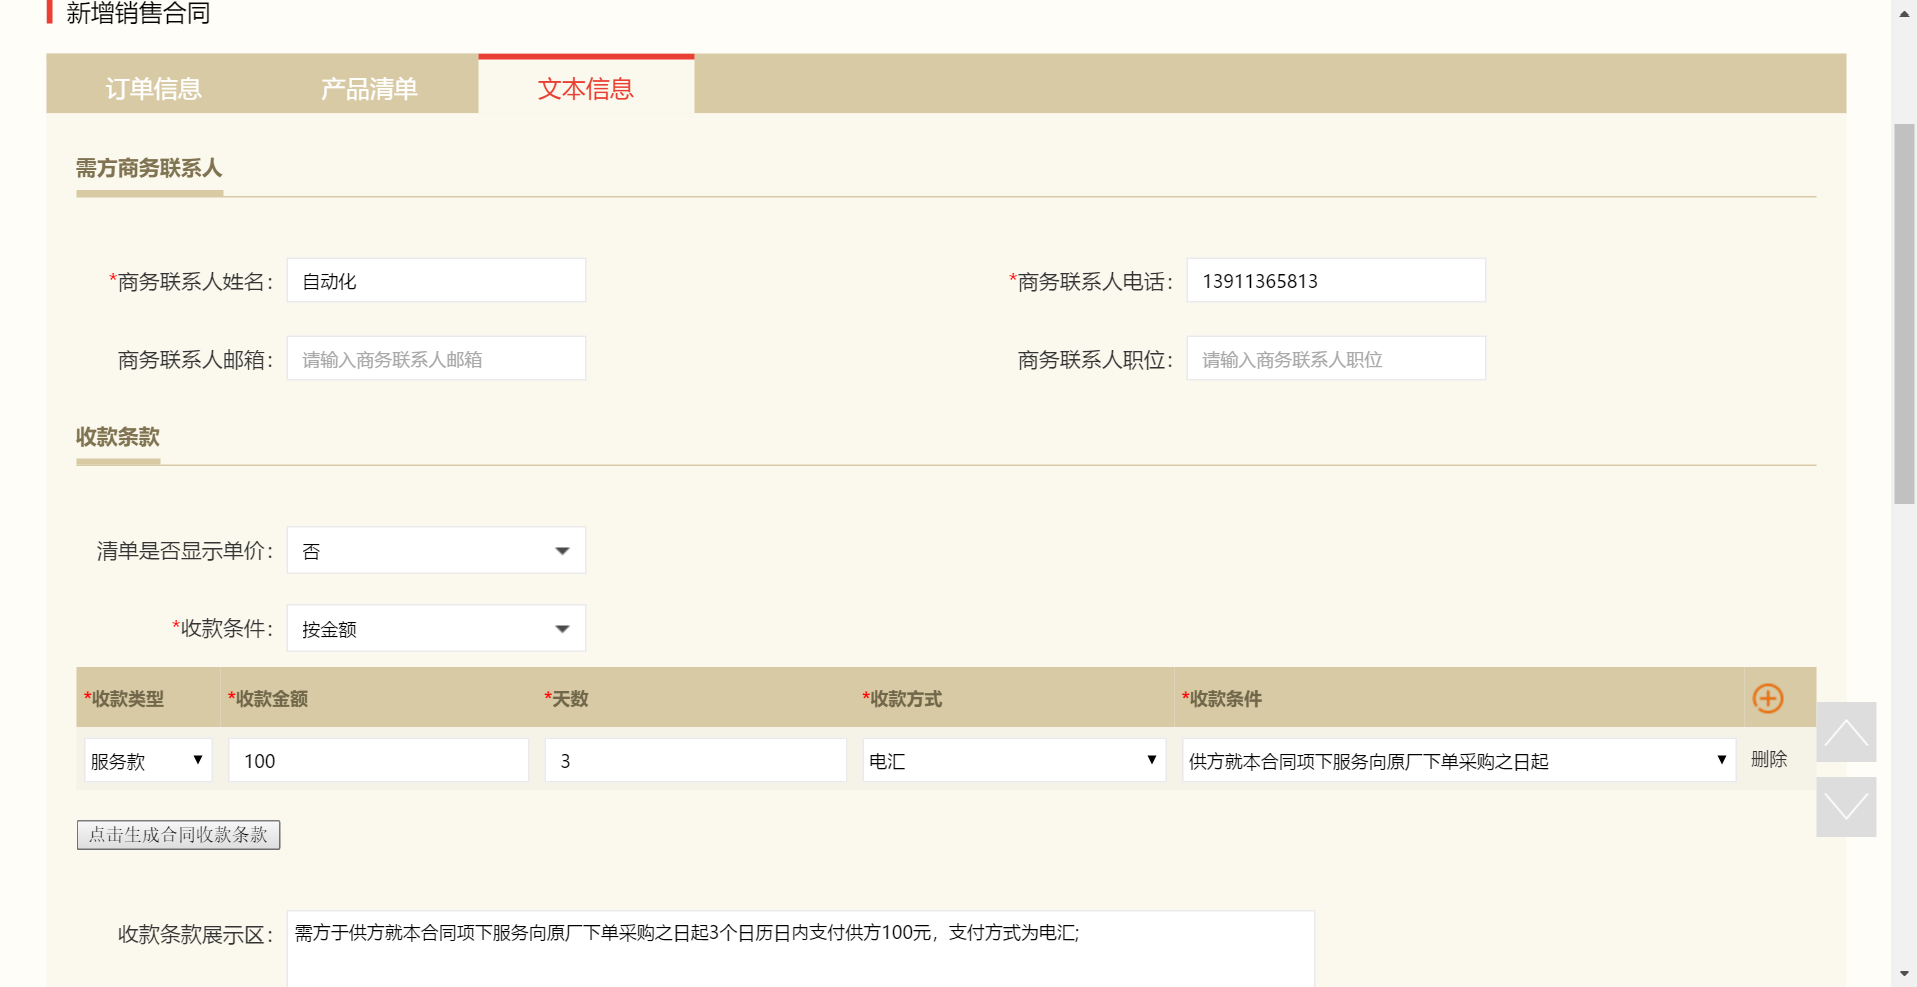 新增销售合同
订单信息 产品清单 文本信息
需方商务联系人
*商务联系人姓名: 自动化 *商务联系人电话: 13911365813
商务联系人邮箱: 请输入商务联系人邮箱 商务联系人职位: 请输入商务联系人职位
收款条款
清单是否显示单价: 否
*收款条件: 按金额
*收款类型 *收款金额 *天数 *收款方式 *收款条件
服务款 100 3 电汇 供方就本合同项下服务向原厂下单采购之日起 删除
点击生成合同收款条款
收款条款展示区: 需方于供方就本合同项下服务向原厂下单采购之日起3个日历日内支付供方100元，支付方式为电汇;